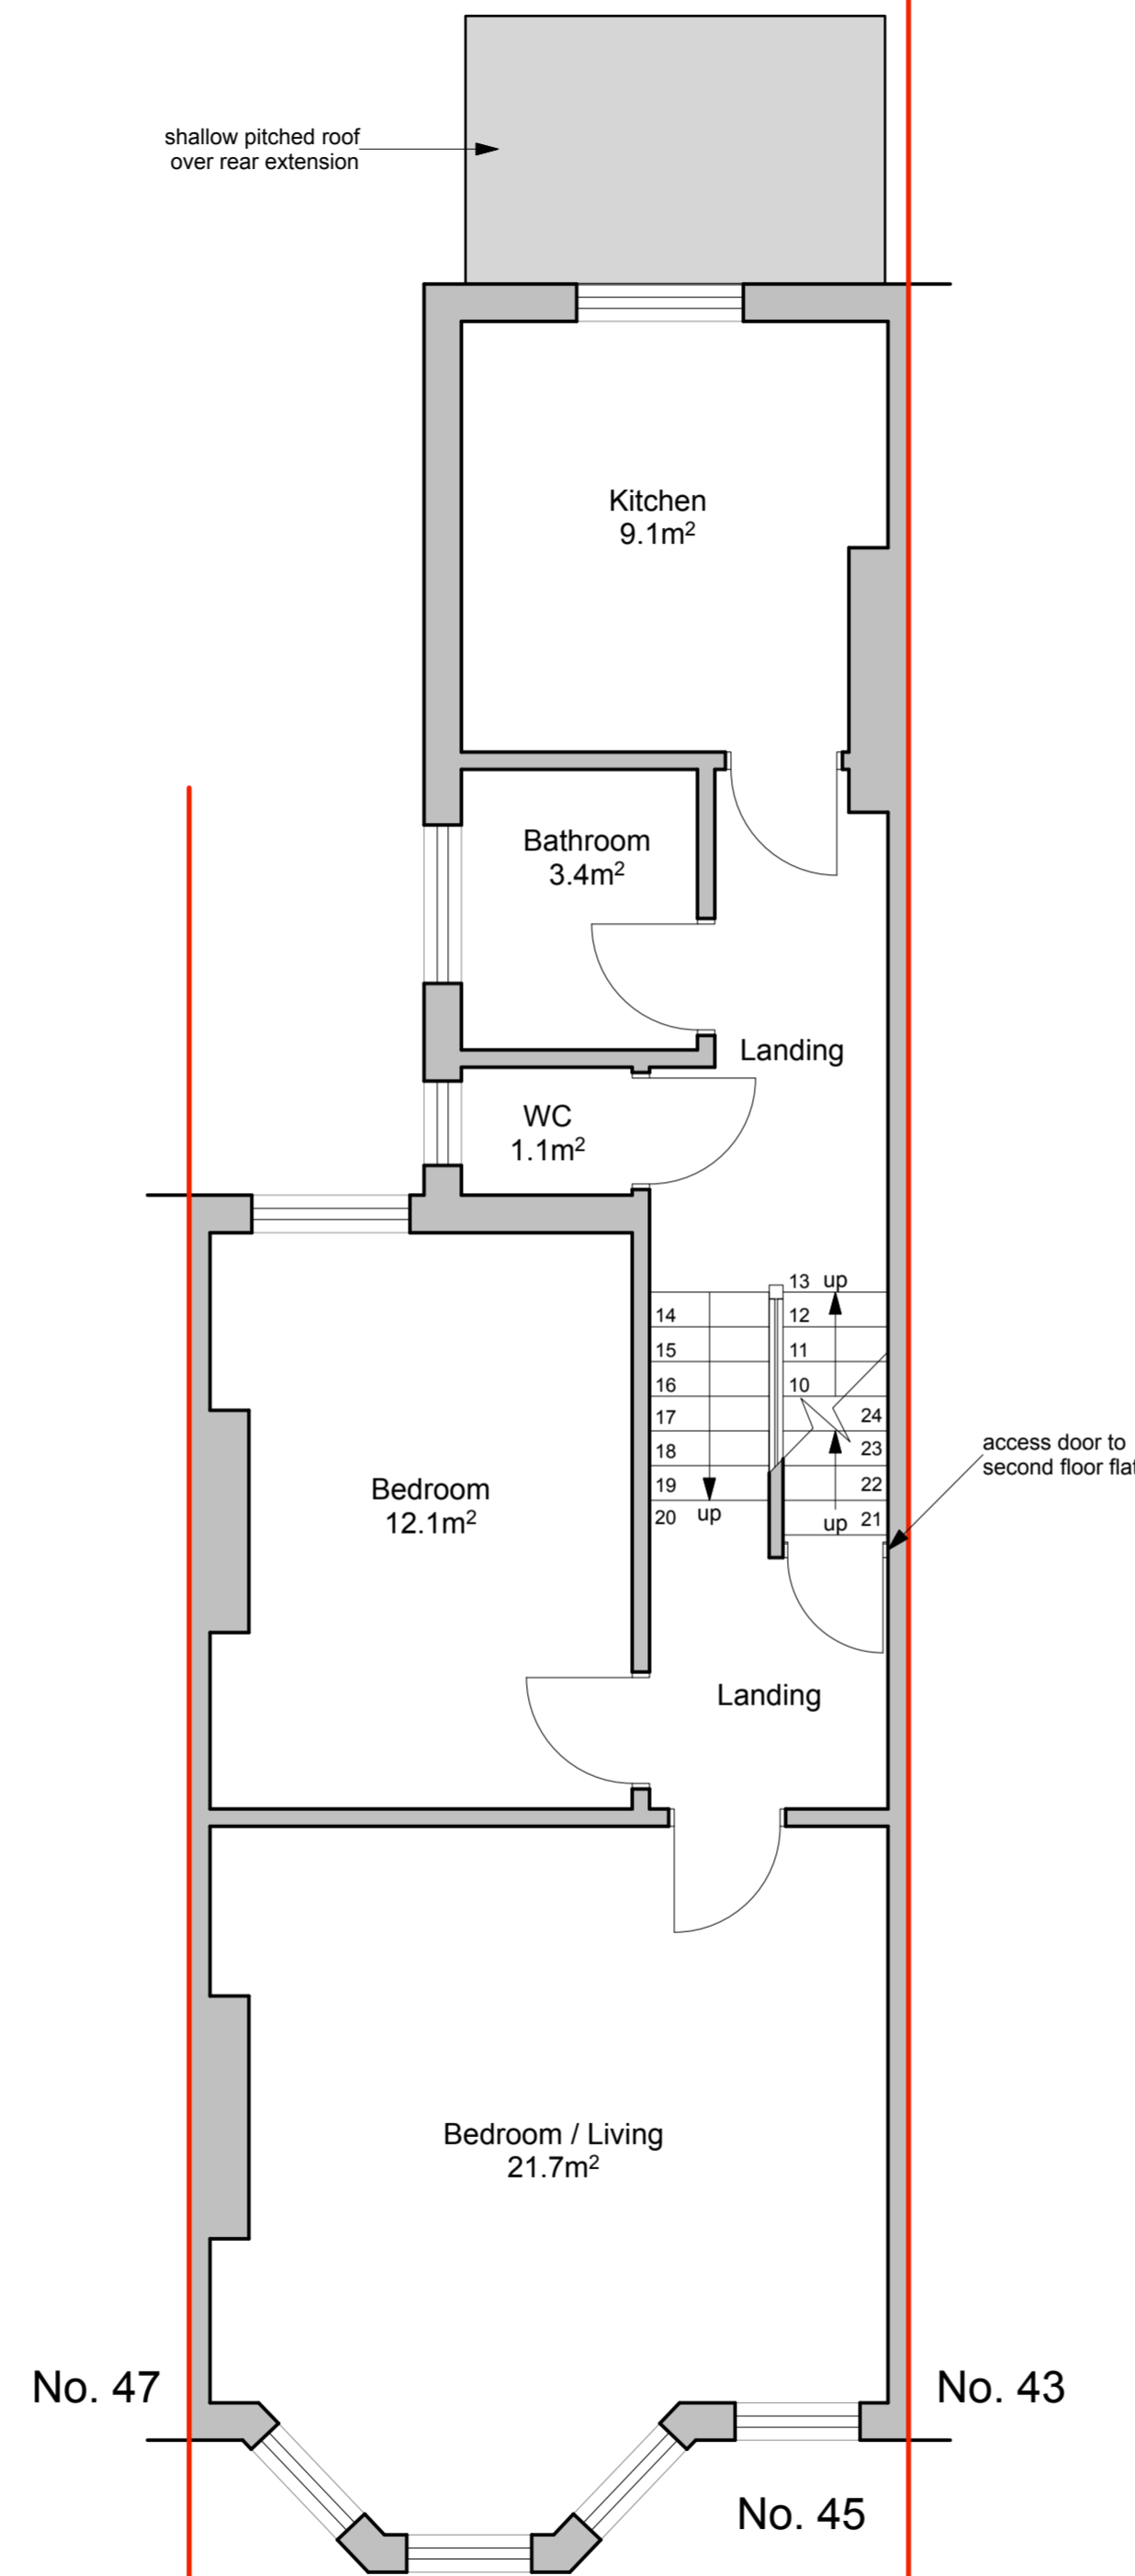 shallow pitched roof
over rear extension
Kitchen
9.1m²
Bathroom
3.4m²
Landing
WC
1.1m²
13 up
14 12
15 11
16 10
17 24
18 23
19 22
20 up up 21
access door to
second floor flat
Bedroom
12.1m²
Landing
Bedroom / Living
21.7m²
No. 47
No. 43
No. 45